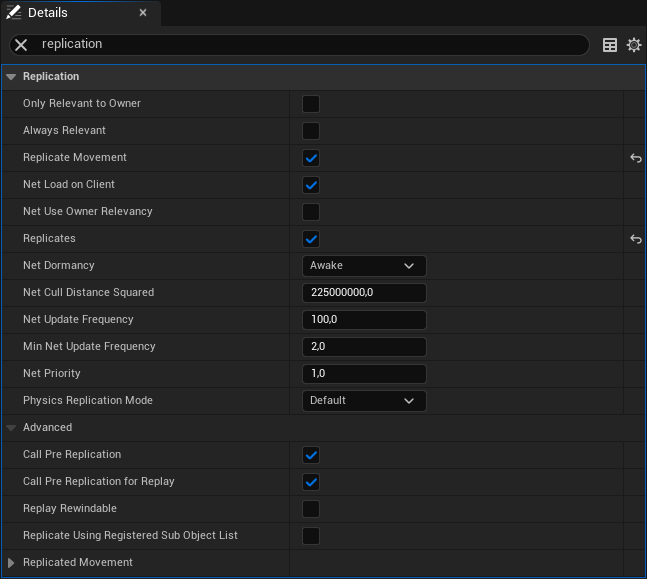 Details
replication
Replication
Only Relevant to Owner
Always Relevant
Replicate Movement
Net Load on Client
Net Use Owner Relevancy
Replicates
Net Dormancy Awake
Net Cull Distance Squared 225000000,0
Net Update Frequency 100,0
Min Net Update Frequency 2,0
Net Priority 1,0
Physics Replication Mode Default
Advanced
Call Pre Replication
Call Pre Replication for Replay
Replay Rewindable
Replicate Using Registered Sub Object List
Replicated Movement